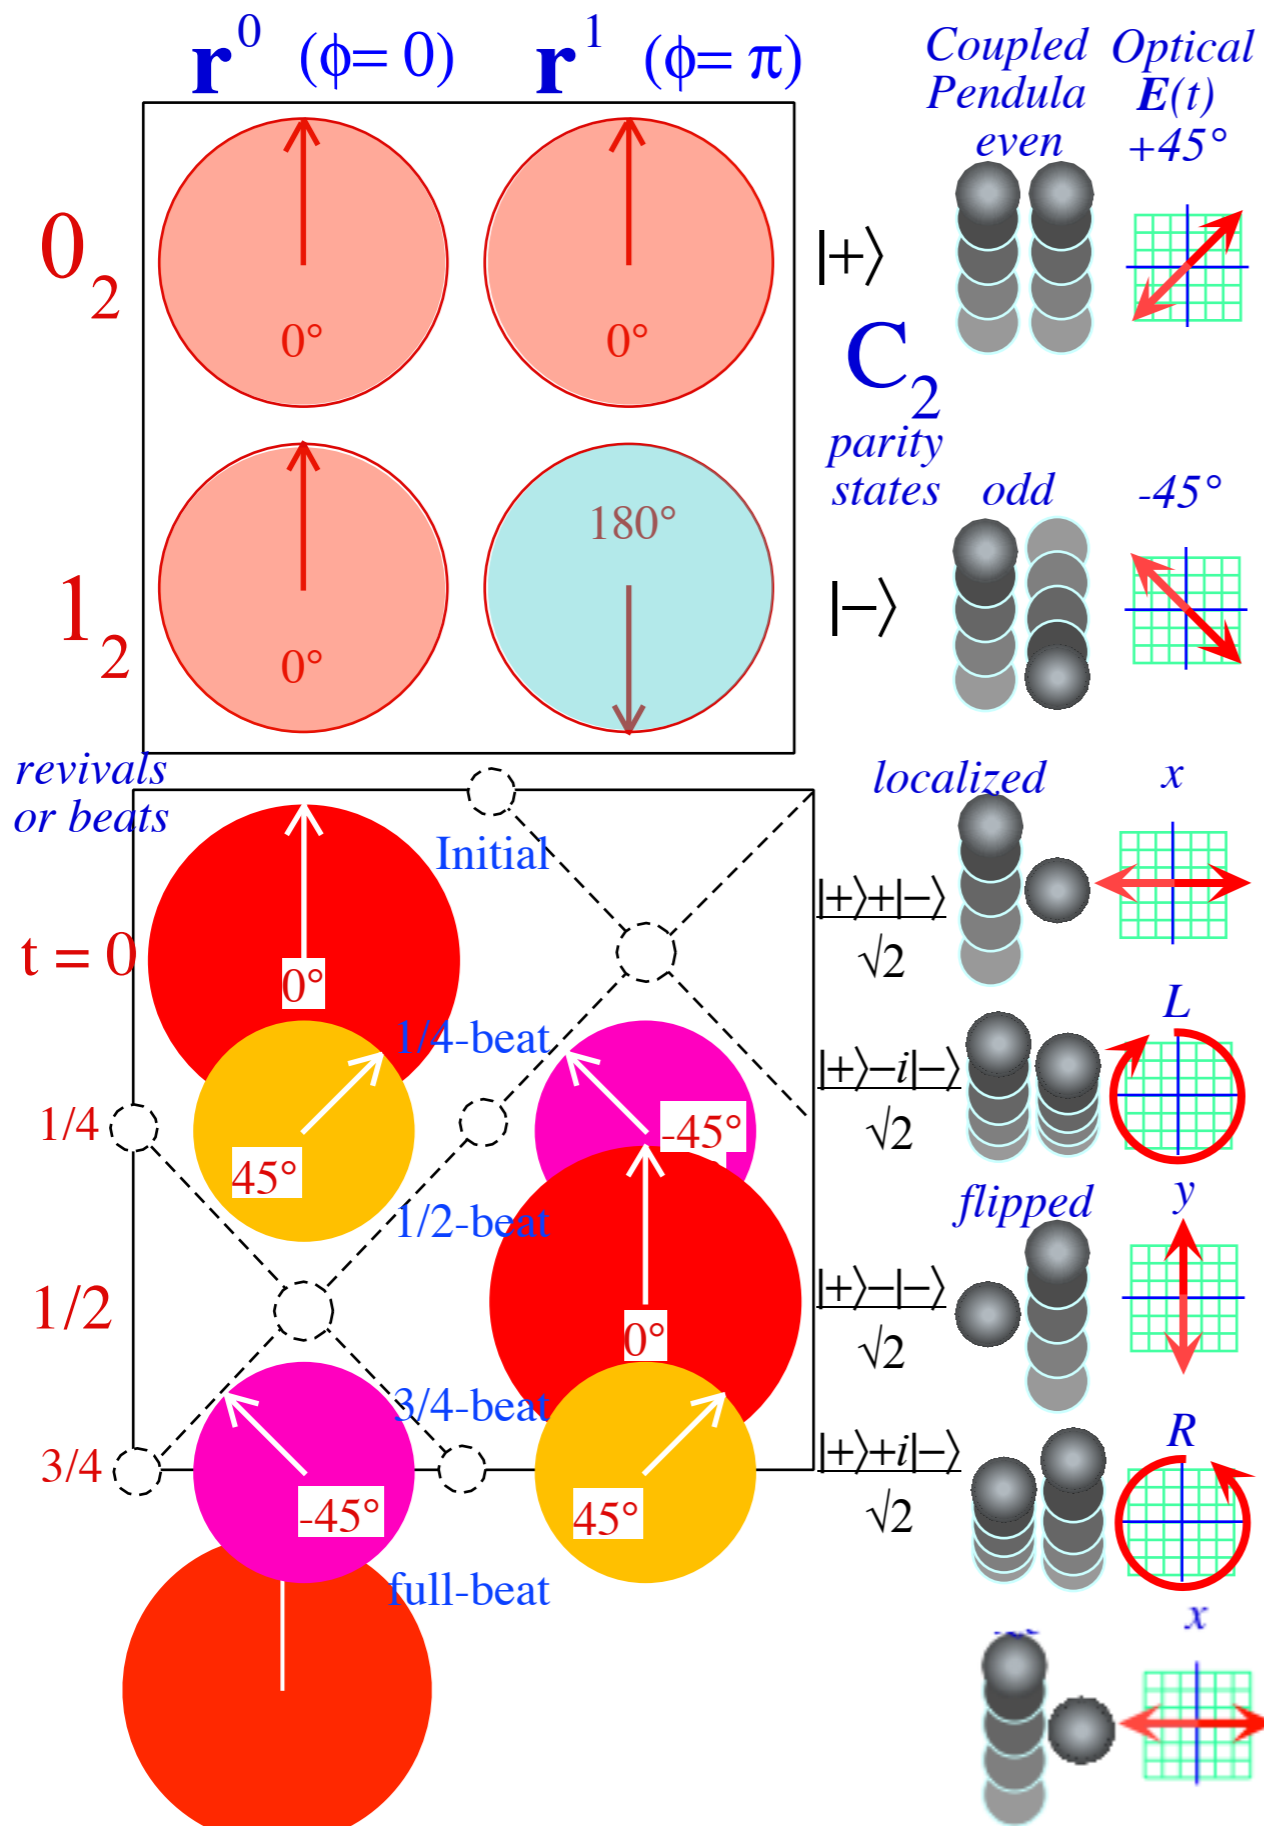 r⁰ (ϕ= 0)
r¹ (ϕ= π)
Coupled
Pendula
Optical
E(t)
even
+45°
0₂
0°
0°
|+⟩
C₂
parity
states
odd
-45°
1₂
0°
180°
|−⟩
revivals
or beats
localized
x
Initial
t = 0
0°
|+⟩+|−⟩
√2
1/4-beat
L
1/4
45°
-45°
|+⟩−i|−⟩
√2
1/2-beat
flipped
y
1/2
0°
|+⟩−|−⟩
√2
3/4-beat
R
3/4
-45°
45°
|+⟩+i|−⟩
√2
full-beat
x